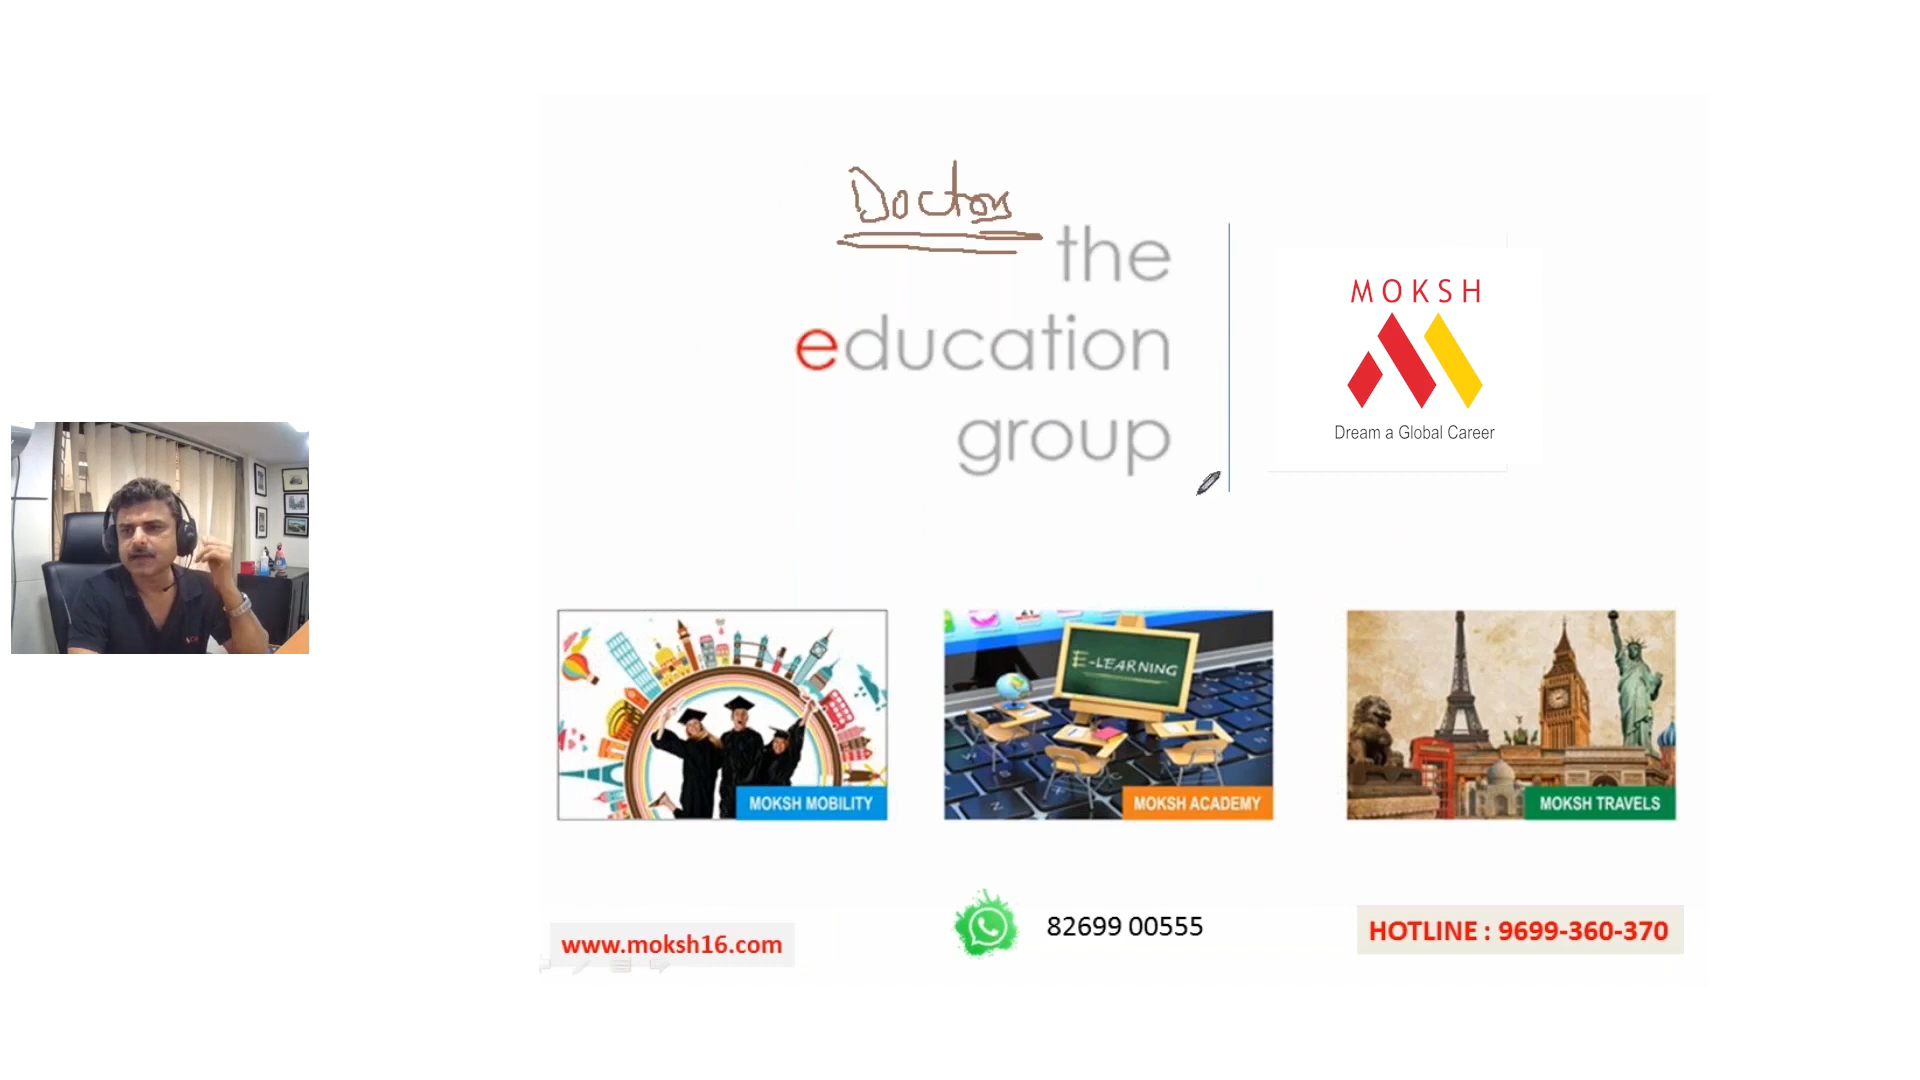 Doctors
the
education
group
MOKSH
Dream a Global Career
E-LEARNING
MOKSH MOBILITY
MOKSH ACADEMY
MOKSH TRAVELS
www.moksh16.com
82699 00555
HOTLINE : 9699-360-370